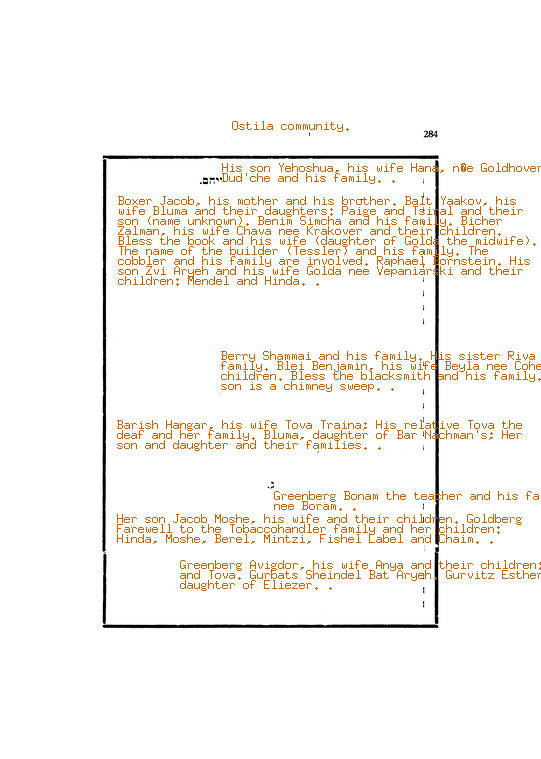 Ostila community.
284
His son Yehoshua, his wife Hana, née Goldhover
Dud'che and his family. .
ייהם.
Boxer Jacob, his mother and his brother. Bait Yaakov, his
wife Bluma and their daughters: Paige and Tsinal and their
son (name unknown). Benim Simcha and his family. Bicher
Zalman, his wife Chava nee Krakover and their children.
Bless the book and his wife (daughter of Golda the midwife).
The name of the builder (Tessler) and his family. The
cobbler and his family are involved. Raphael Bornstein. His
son Zvi Aryeh and his wife Golda nee Vepaniarski and their
children: Mendel and Hinda. .
Berry Shammai and his family. His sister Riva
family. Blei Benjamin, his wife Beyla nee Cohe
children. Bless the blacksmith and his family.
son is a chimney sweep. .
Barish Hangar, his wife Tova Traina; His relative Tova the
deaf and her family. Bluma, daughter of Bar Nachman's; Her
son and daughter and their families. .
Greenberg Bonam the teacher and his fa
nee Boram. .
Her son Jacob Moshe, his wife and their children. Goldberg
Farewell to the Tobaccohandler family and her children:
Hinda, Moshe, Berel, Mintzi, Fishel Label and Chaim. .
Greenberg Avigdor, his wife Anya and their children:
and Tova. Gurbats Sheindel Bat Aryeh. Gurvitz Esther
daughter of Eliezer. .